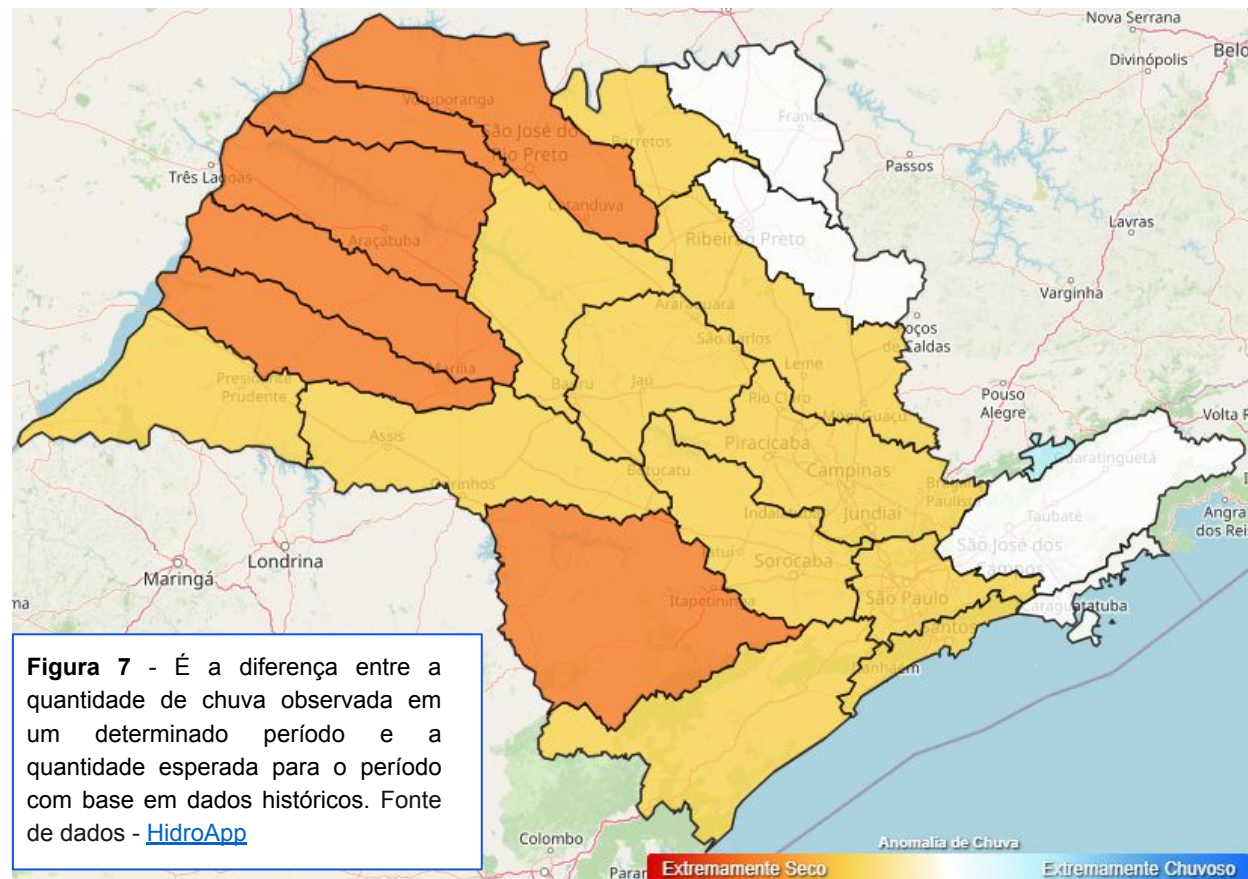 Nova Serrana
Belo
Divinópolis
Votuporanga
São José do
Rio Preto
Barretos
Franca
Passos
Três Lagoas
Catanduva
Lavras
Araçatuba
Ribeirão Preto
Varginha
Araraquara
São Carlos
Poços
de Caldas
Leme
Marília
Presidente
Prudente
Bauru
Jaú
Rio Claro
Mogi Guaçu
Pouso
Alegre
Volta R
Assis
Piracicaba
Guaratinguetá
Campinas
Botucatu
Ourinhos
Bragança
Paulista
Angra
dos Rei
Indaiatuba
Jundiaí
Taubaté
São José dos
Campos
Londrina
Maringá
Tatuí
Sorocaba
Itapetininga
São Paulo
Caraguatatuba
ma
Santos
Itanhaém
Figura 7 - É a diferença entre a
quantidade de chuva observada em
um determinado período e a
quantidade esperada para o período
com base em dados históricos. Fonte
de dados - HidroApp
Colombo
Paran
Anomalia de Chuva
Extremamente Seco
Extremamente Chuvoso